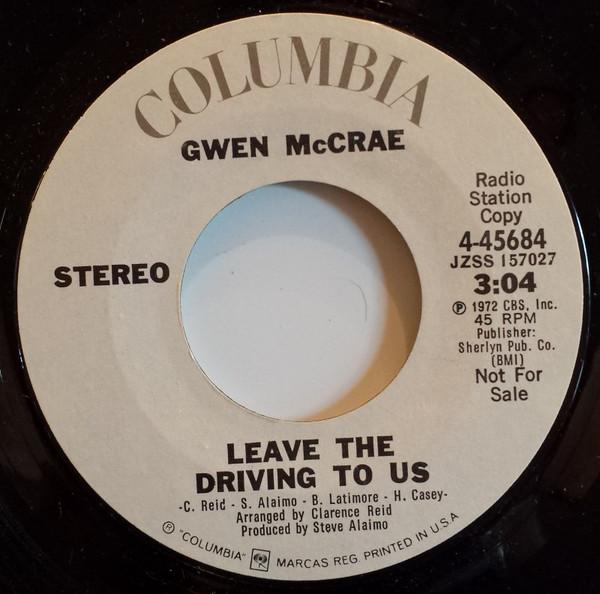 COLUMBIA
GWEN McCRAE
STEREO
Radio
Station
Copy
4-45684
JZSS 157027
3:04
Ⓟ 1972 CBS, Inc.
45 RPM
Publisher:
Sherlyn Pub. Co.
(BMI)
Not For
Sale
LEAVE THE
DRIVING TO US
-C. Reid - S. Alaimo - B. Latimore - H. Casey-
Arranged by Clarence Reid
Produced by Steve Alaimo
® "COLUMBIA" MARCAS REG. PRINTED IN U.S.A